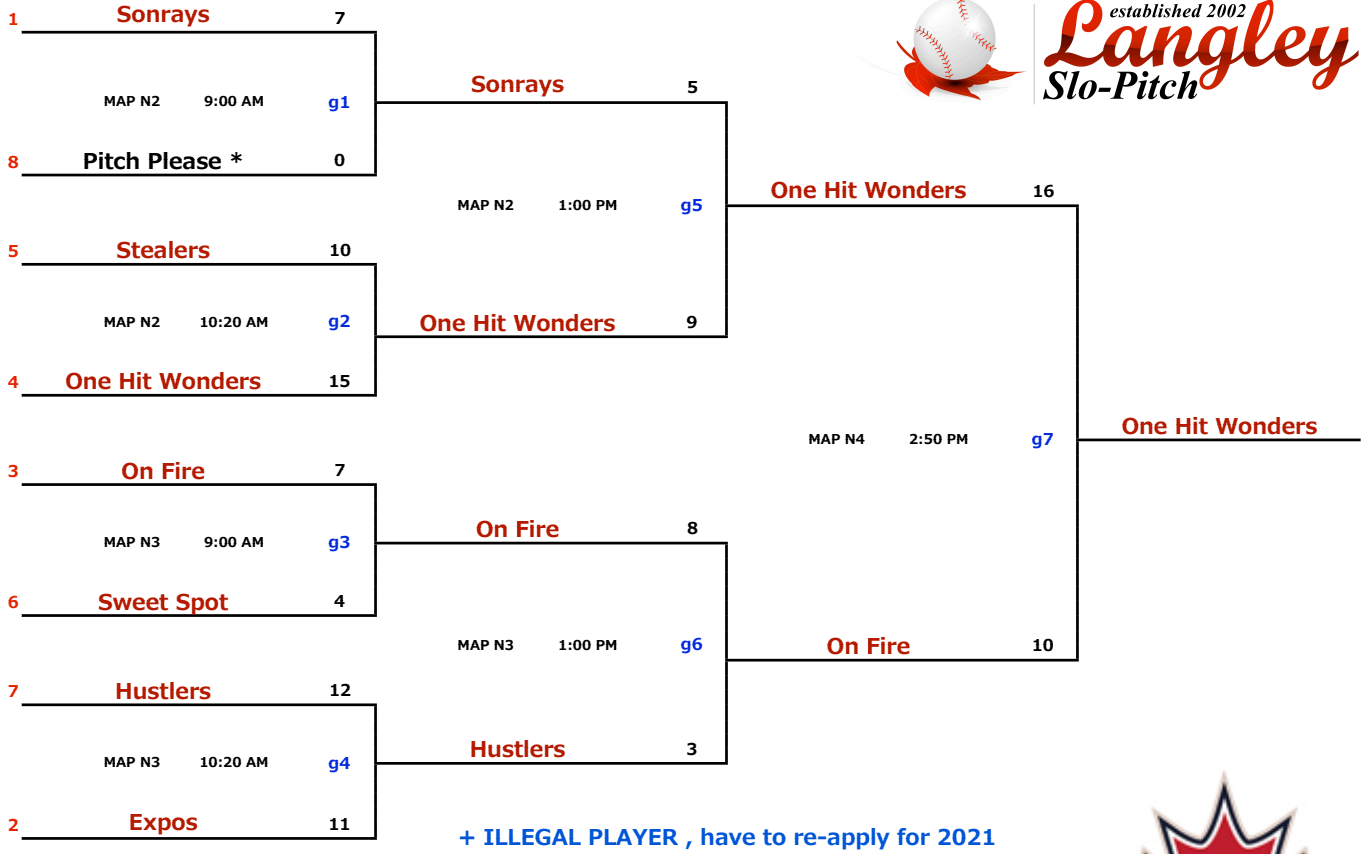 established 2002
Langley
Slo-Pitch
1 Sonrays 7
MAP N2 9:00 AM g1
8 Pitch Please * 0
5 Stealers 10
MAP N2 10:20 AM g2
4 One Hit Wonders 15
3 On Fire 7
MAP N3 9:00 AM g3
6 Sweet Spot 4
7 Hustlers 12
MAP N3 10:20 AM g4
2 Expos 11
Sonrays 5
MAP N2 1:00 PM g5
One Hit Wonders 9
On Fire 8
MAP N3 1:00 PM g6
Hustlers 3
One Hit Wonders 16
MAP N4 2:50 PM g7
On Fire 10
One Hit Wonders
+ ILLEGAL PLAYER , have to re-apply for 2021